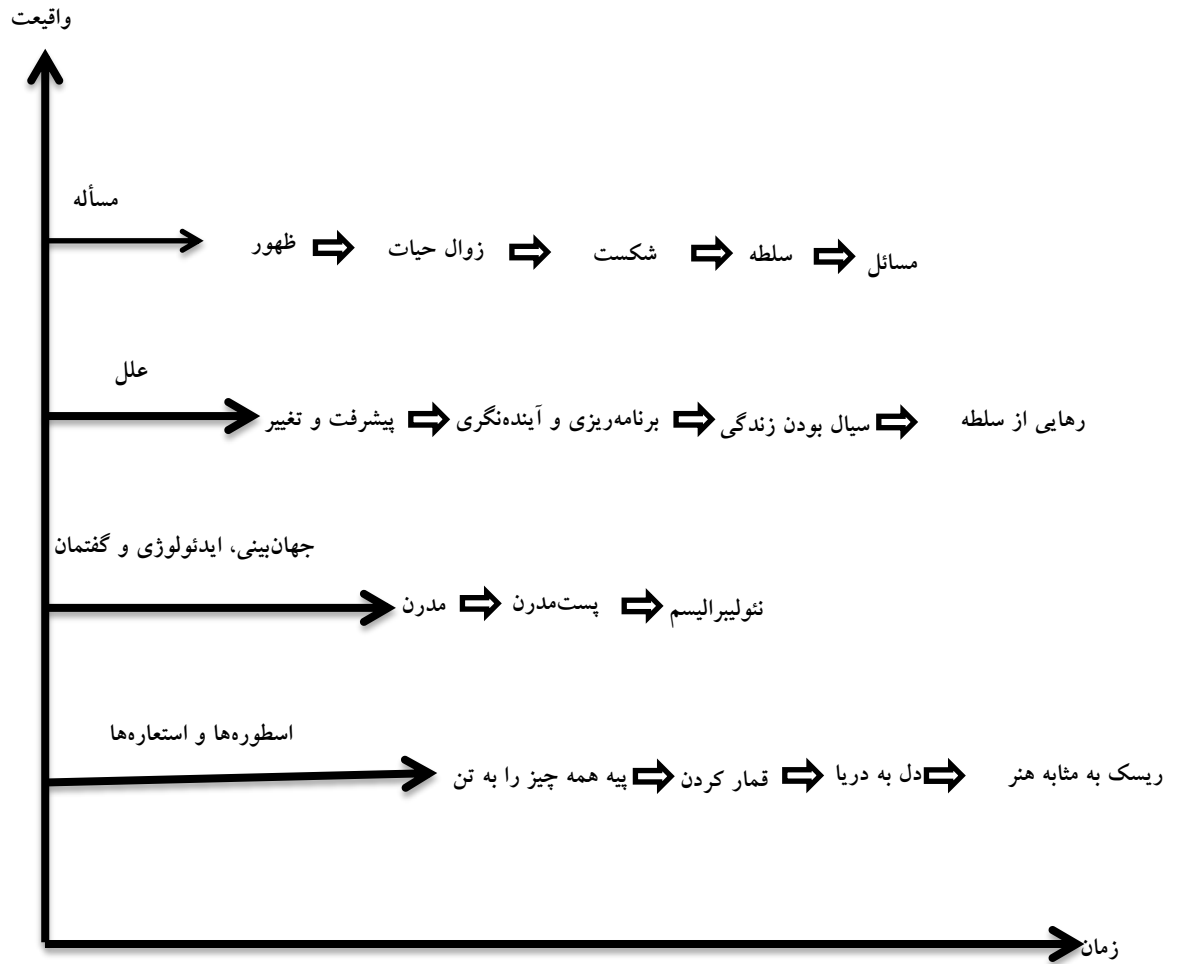 واقیعت
مسأله
ظهور زوال حیات شکست سلطه مسائل
علل
پیشرفت و تغییر برنامه‌ریزی و آینده‌نگری سیال بودن زندگی رهایی از سلطه
جهان‌بینی، ایدئولوژی و گفتمان
مدرن پست‌مدرن نئولیبرالیسم
اسطوره‌ها و استعاره‌ها
پیه همه چیز را به تن قمار کردن دل به دریا ریسک به مثابه هنر
زمان